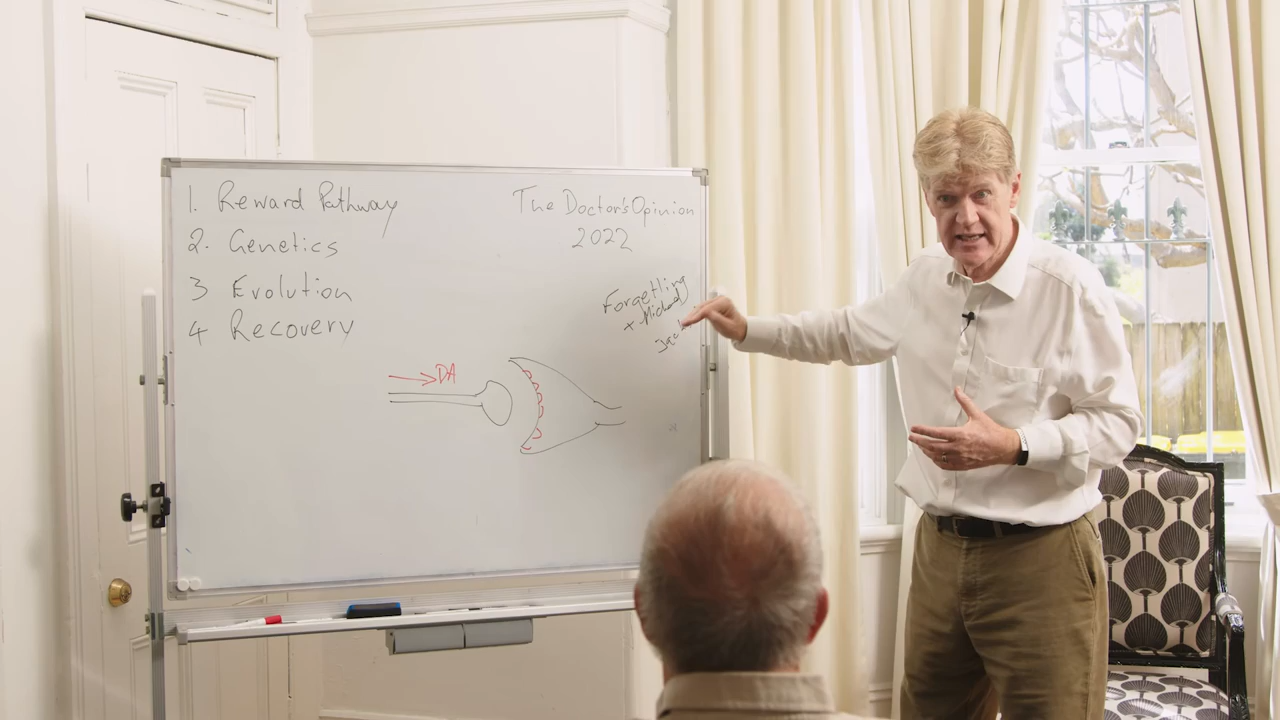 1. Reward Pathway
2. Genetics
3 Evolution
4 Recovery
The Doctor's Opinion
2022
Forgetting
+ Michael
DA